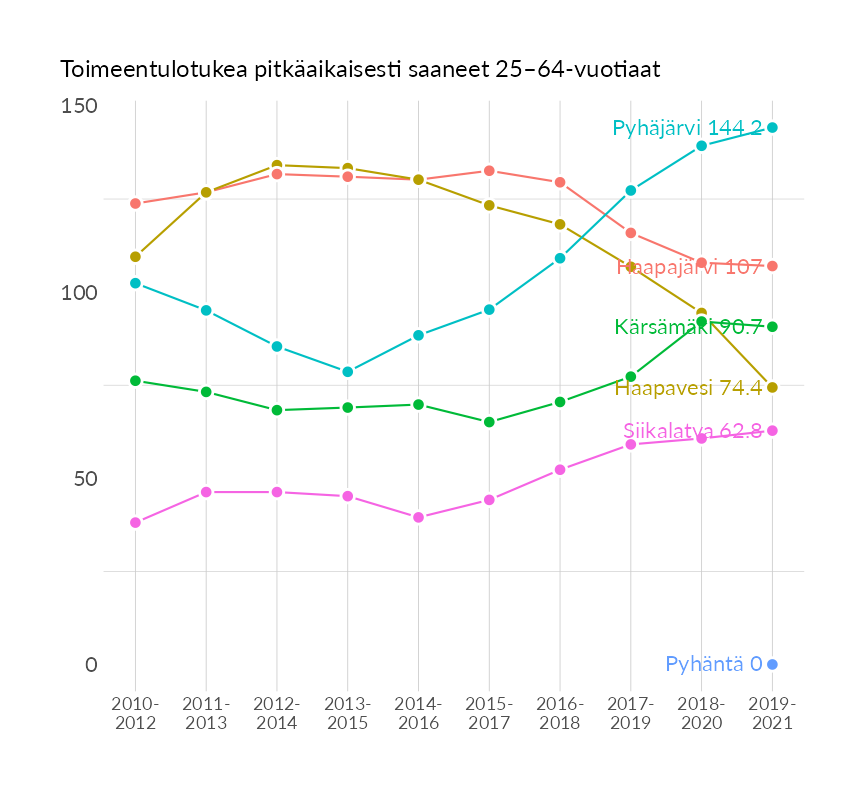 Toimeentulotukea pitkäaikaisesti saaneet 25–64-vuotiaat
150
Pyhäjärvi 144.2
Haapajärvi 107
100
Kärsämäki 90.7
Haapavesi 74.4
Siikalatva 62.8
50
Pyhäntä 0
0
2010- 2011- 2012- 2013- 2014- 2015- 2016- 2017- 2018- 2019-
2012 2013 2014 2015 2016 2017 2018 2019 2020 2021